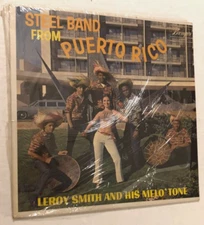 STEEL BAND
FROM PUERTO RICO
LEROY SMITH AND HIS MELO' TONE